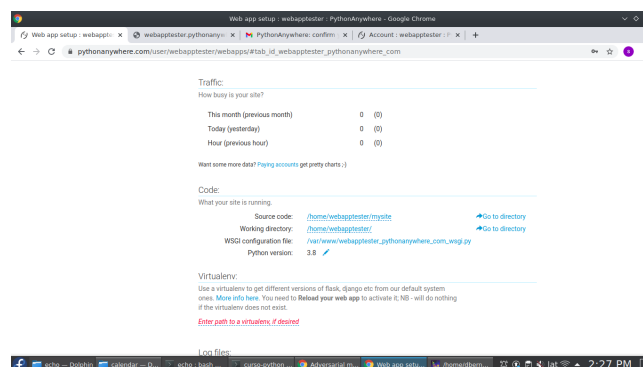 Web app setup : webapptester : PythonAnywhere - Google Chrome
Web app setup : webappte
webapptester.pythonanyw
PythonAnywhere: confirm
Account : webapptester : P
pythonanywhere.com/user/webapptester/webapps/#tab_id_webapptester_pythonanywhere_com
s
Traffic:
How busy is your site?
This month (previous month) 0 (0)
Today (yesterday) 0 (0)
Hour (previous hour) 0 (0)
Want some more data? Paying accounts get pretty charts ;-)
Code:
What your site is running.
Source code: /home/webapptester/mysite Go to directory
Working directory: /home/webapptester/ Go to directory
WSGI configuration file: /var/www/webapptester_pythonanywhere_com_wsgi.py
Python version: 3.8
Virtualenv:
Use a virtualenv to get different versions of flask, django etc from our default system
ones. More info here. You need to Reload your web app to activate it; NB - will do nothing
if the virtualenv does not exist.
Enter path to a virtualenv, if desired
Log files:
echo — Dolphin calendar — D... echo : bash curso-python : Adversarial m... Web app setu... /home/dbern... lat 2:27 PM